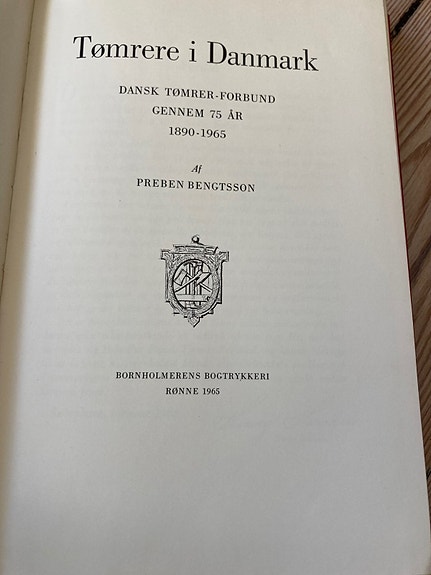 Tømrere i Danmark
DANSK TØMRER-FORBUND
GENNEM 75 ÅR
1890-1965
Af
PREBEN BENGTSSON
BORNHOLMERENS BOGTRYKKERI
RØNNE 1965